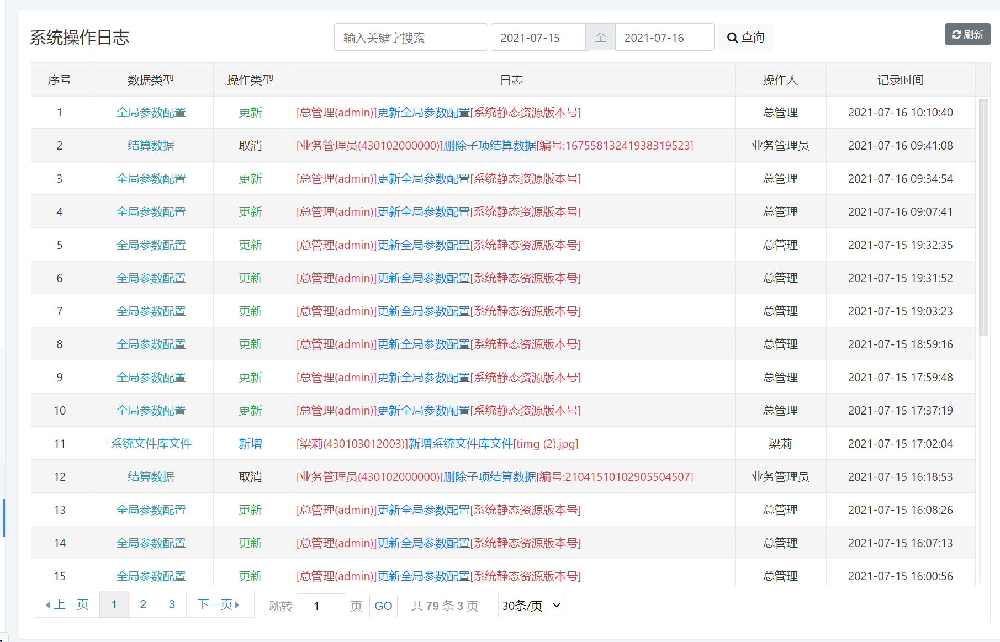 系统操作日志 输入关键字搜索 2021-07-15 至 2021-07-16 查询 刷新
序号 数据类型 操作类型 日志 操作人 记录时间
1 全局参数配置 更新 [总管理(admin)]更新全局参数配置[系统静态资源版本号] 总管理 2021-07-16 10:10:40
2 结算数据 取消 [业务管理员(430102000000)]删除子项结算数据[编号:16755813241938319523] 业务管理员 2021-07-16 09:41:08
3 全局参数配置 更新 [总管理(admin)]更新全局参数配置[系统静态资源版本号] 总管理 2021-07-16 09:34:54
4 全局参数配置 更新 [总管理(admin)]更新全局参数配置[系统静态资源版本号] 总管理 2021-07-16 09:07:41
5 全局参数配置 更新 [总管理(admin)]更新全局参数配置[系统静态资源版本号] 总管理 2021-07-15 19:32:35
6 全局参数配置 更新 [总管理(admin)]更新全局参数配置[系统静态资源版本号] 总管理 2021-07-15 19:31:52
7 全局参数配置 更新 [总管理(admin)]更新全局参数配置[系统静态资源版本号] 总管理 2021-07-15 19:03:23
8 全局参数配置 更新 [总管理(admin)]更新全局参数配置[系统静态资源版本号] 总管理 2021-07-15 18:59:16
9 全局参数配置 更新 [总管理(admin)]更新全局参数配置[系统静态资源版本号] 总管理 2021-07-15 17:59:48
10 全局参数配置 更新 [总管理(admin)]更新全局参数配置[系统静态资源版本号] 总管理 2021-07-15 17:37:19
11 系统文件库文件 新增 [梁莉(430103012003)]新增系统文件库文件[timg (2).jpg] 梁莉 2021-07-15 17:02:04
12 结算数据 取消 [业务管理员(430102000000)]删除子项结算数据[编号:21041510102905504507] 业务管理员 2021-07-15 16:18:53
13 全局参数配置 更新 [总管理(admin)]更新全局参数配置[系统静态资源版本号] 总管理 2021-07-15 16:08:26
14 全局参数配置 更新 [总管理(admin)]更新全局参数配置[系统静态资源版本号] 总管理 2021-07-15 16:07:13
15 全局参数配置 更新 [总管理(admin)]更新全局参数配置[系统静态资源版本号] 总管理 2021-07-15 16:00:56
上一页 1 2 3 下一页 跳转 1 页 GO 共 79 条 3 页 30条/页